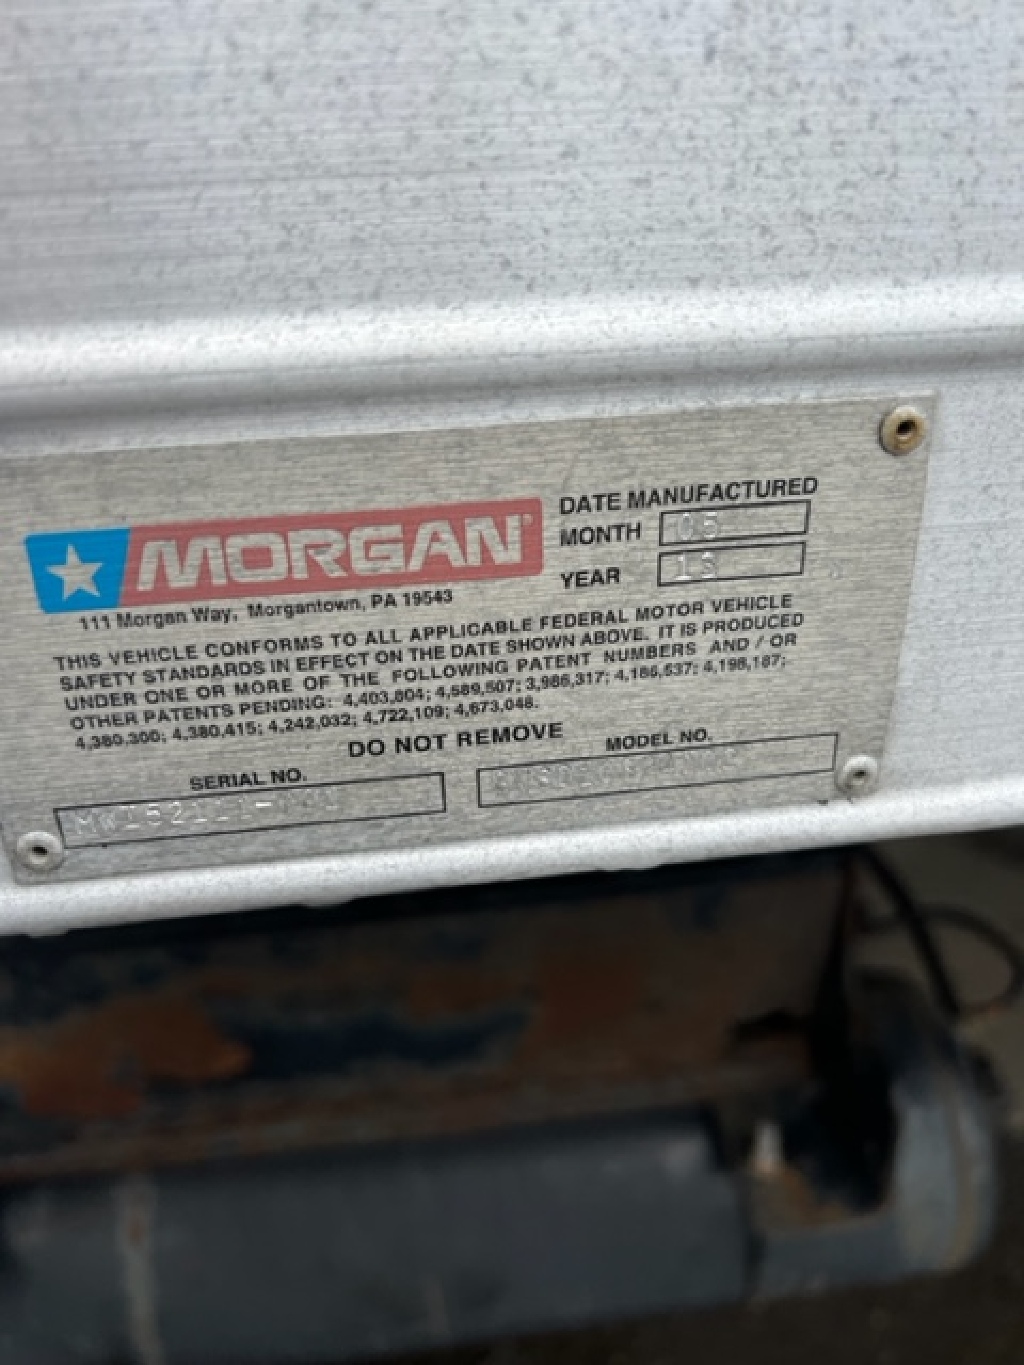 MORGAN®
DATE MANUFACTURED
MONTH 05
YEAR 13
111 Morgan Way, Morgantown, PA 19543
THIS VEHICLE CONFORMS TO ALL APPLICABLE FEDERAL MOTOR VEHICLE
SAFETY STANDARDS IN EFFECT ON THE DATE SHOWN ABOVE. IT IS PRODUCED
UNDER ONE OR MORE OF THE FOLLOWING PATENT NUMBERS AND / OR
OTHER PATENTS PENDING: 4,403,804; 4,589,507; 3,986,317; 4,186,537; 4,198,187;
4,380,300; 4,380,415; 4,242,032; 4,722,109; 4,673,048.
DO NOT REMOVE
SERIAL NO.
MODEL NO.